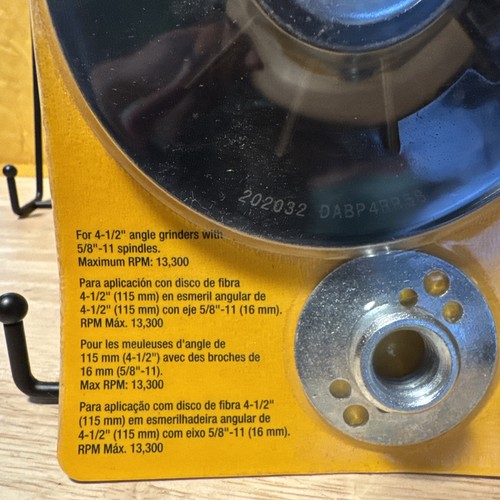 202032
For 4-1/2" angle grinders with
5/8"-11 spindles.
Maximum RPM: 13,300
Para aplicación con disco de fibra
4-1/2" (115 mm) en esmeril angular de
4-1/2" (115 mm) con eje 5/8"-11 (16 mm).
RPM Máx. 13,300
Pour les meuleuses d'angle de
115 mm (4-1/2") avec des broches de
16 mm (5/8"-11).
Max RPM: 13,300
Para aplicação com disco de fibra 4-1/2"
(115 mm) em esmerilhadeira angular de
4-1/2" (115 mm) com eixo 5/8"-11 (16 mm).
RPM Máx. 13,300